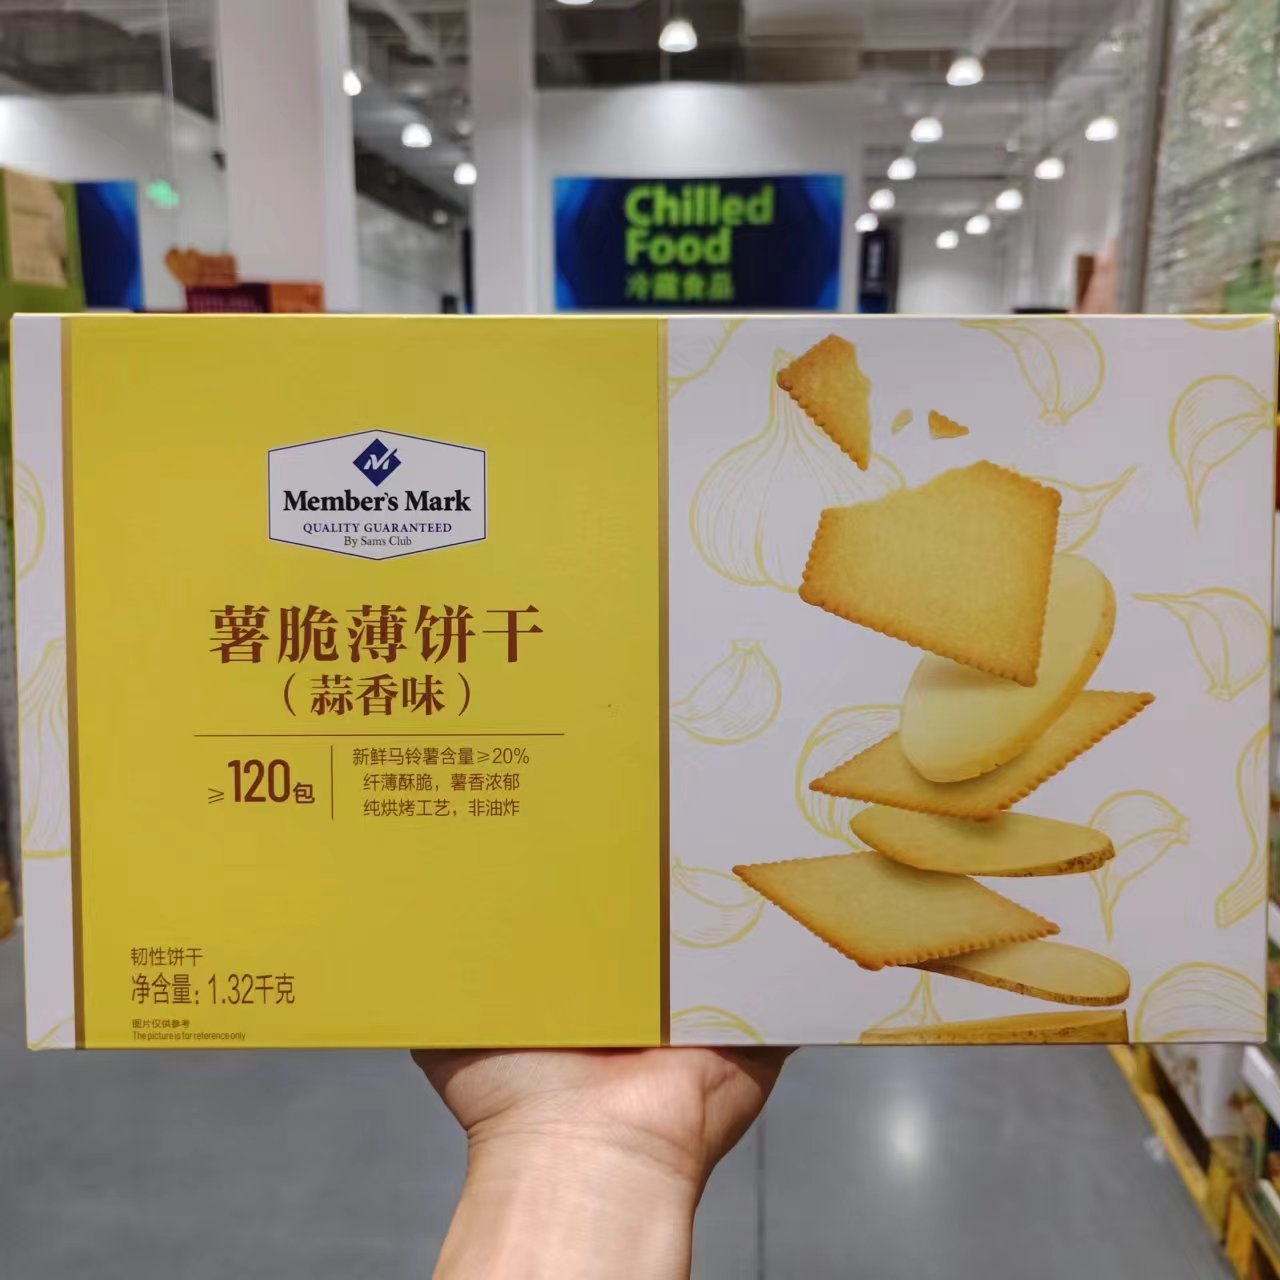 Chilled
Food
冷藏食品
Member's Mark
QUALITY GUARANTEED
By Sam's Club
薯脆薄饼干
（蒜香味）
≥120包
新鲜马铃薯含量≥20%
纤薄酥脆，薯香浓郁
纯烘烤工艺，非油炸
韧性饼干
净含量：1.32千克
图片仅供参考
The picture is for reference only